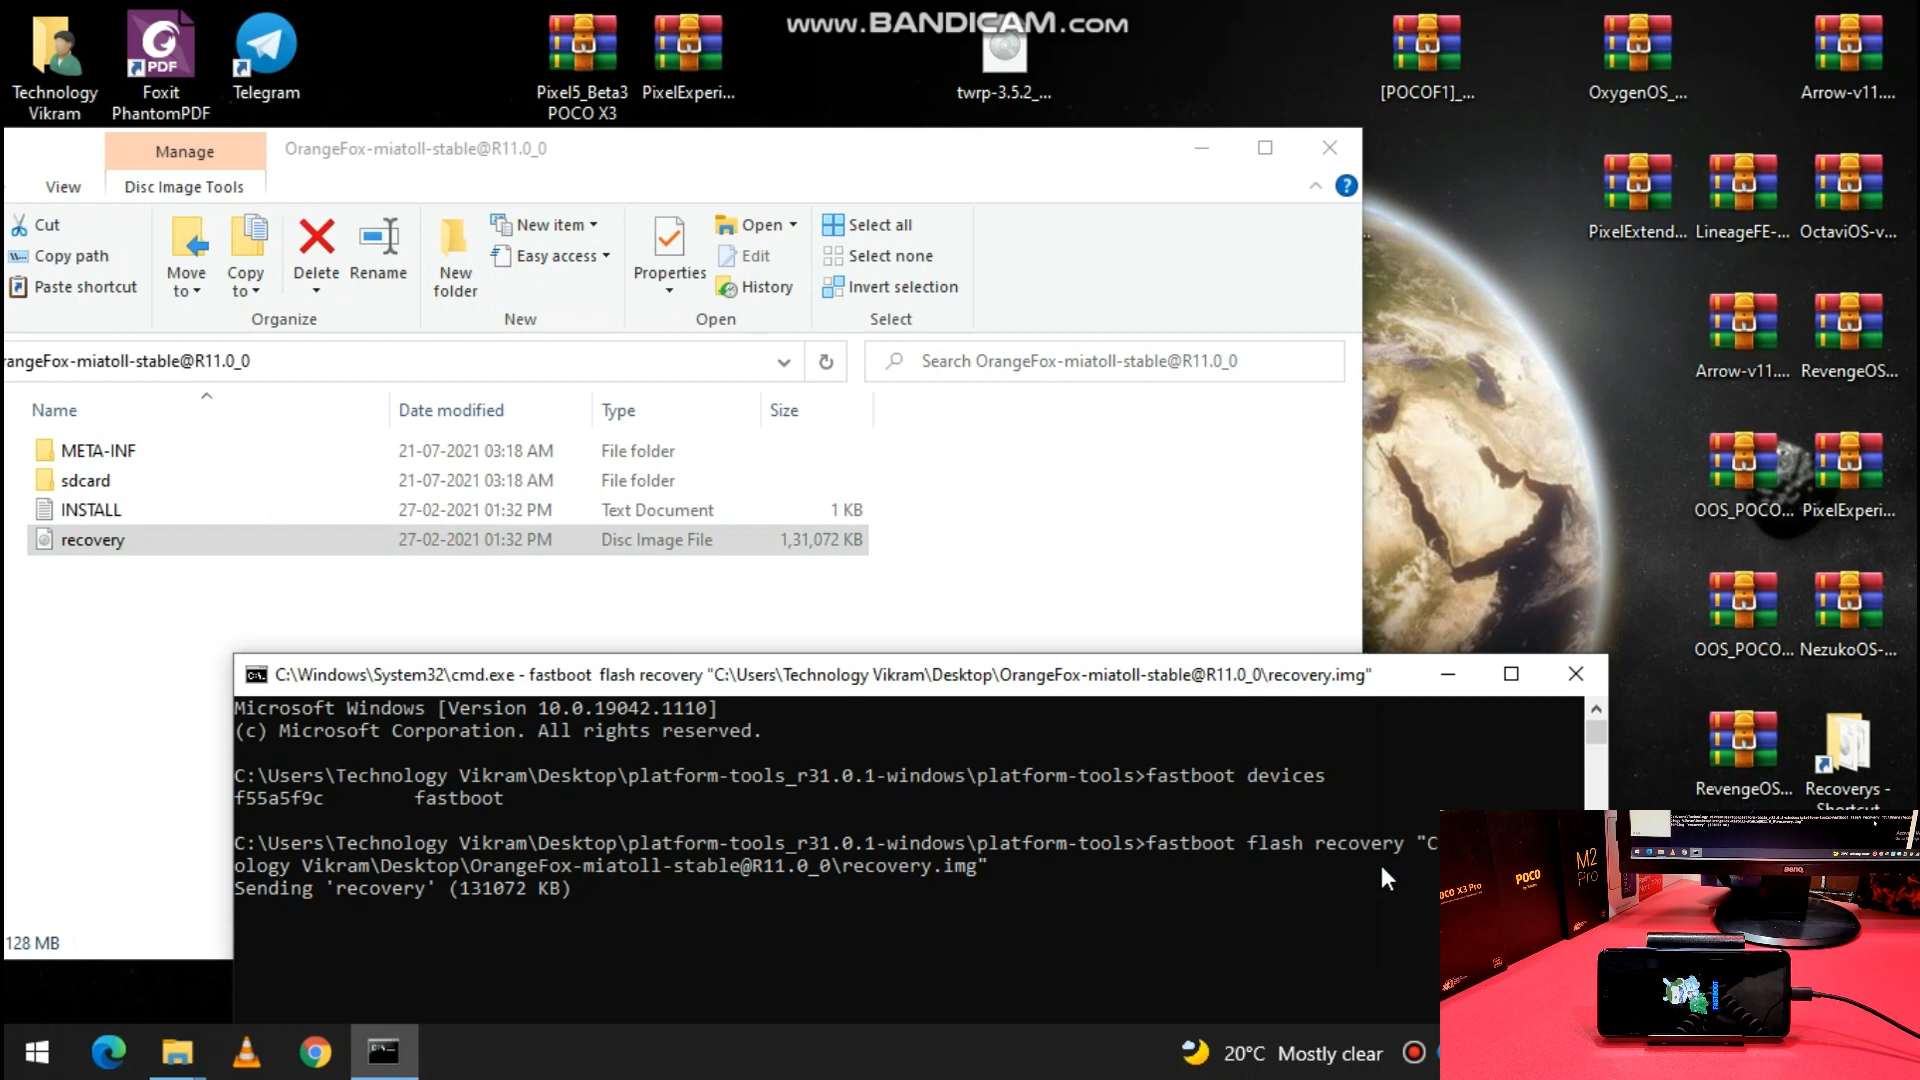 www.BANDICAM.com
Technology
Vikram
Foxit
PhantomPDF
Telegram
Pixel5_Beta3
POCO X3
PixelExperi...
twrp-3.5.2_...
[POCOF1]_...
OxygenOS_...
Arrow-v11....
PDF
Manage
OrangeFox-miatoll-stable@R11.0_0
View
Disc Image Tools
Cut
Copy path
Paste shortcut
Move
to
Copy
to
Delete
Rename
Organize
New
folder
New item
Easy access
New
Properties
Open
Edit
History
Open
Select all
Select none
Invert selection
Select
rangeFox-miatoll-stable@R11.0_0
Search OrangeFox-miatoll-stable@R11.0_0
Name Date modified Type Size
META-INF 21-07-2021 03:18 AM File folder
sdcard 21-07-2021 03:18 AM File folder
INSTALL 27-02-2021 01:32 PM Text Document 1 KB
recovery 27-02-2021 01:32 PM Disc Image File 1,31,072 KB
128 MB
PixelExtend... LineageFE-... OctaviOS-v...
Arrow-v11.... RevengeOS...
OOS_POCO... PixelExperi...
OOS_POCO... NezukoOS-...
RevengeOS... Recoverys -
Shortcut
C:\Windows\System32\cmd.exe - fastboot flash recovery "C:\Users\Technology Vikram\Desktop\OrangeFox-miatoll-stable@R11.0_0\recovery.img"
Microsoft Windows [Version 10.0.19042.1110]
(c) Microsoft Corporation. All rights reserved.
C:\Users\Technology Vikram\Desktop\platform-tools_r31.0.1-windows\platform-tools>fastboot devices
f55a5f9c fastboot
C:\Users\Technology Vikram\Desktop\platform-tools_r31.0.1-windows\platform-tools>fastboot flash recovery "C
ology Vikram\Desktop\OrangeFox-miatoll-stable@R11.0_0\recovery.img"
Sending 'recovery' (131072 KB)
20°C Mostly clear
OCO X3 Pro
POCO
M2
Pro
BenQ
FASTBOOT